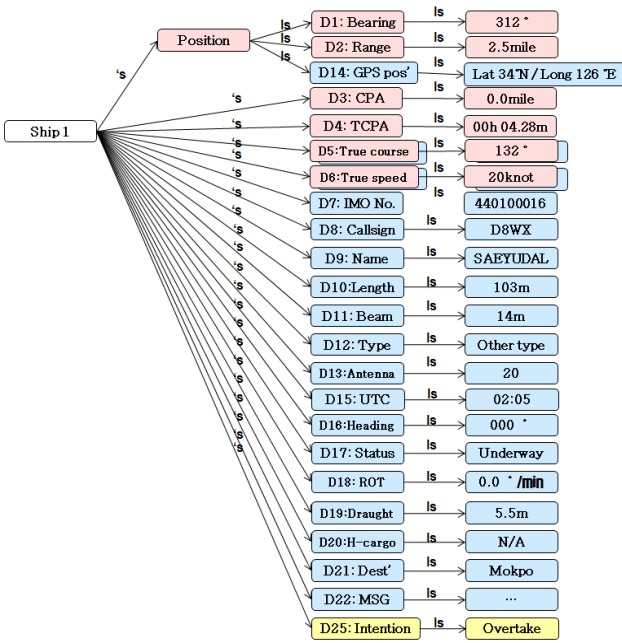 Is
D1: Bearing
Is
312˚
Position
Is
D2: Range
Is
2.5mile
Is
D14: GPS pos'
Is
Lat 34˚N / Long 126 ˚E
's
's
D3: CPA
Is
0.0mile
Ship 1
's
D4: TCPA
Is
00h 04.28m
's
D5:True course
Is
132˚
's
D6:True speed
Is
20knot
's
D7: IMO No.
Is
440100016
's
D8: Callsign
Is
D8WX
's
D9: Name
Is
SAEYUDAL
's
D10:Length
Is
103m
's
D11: Beam
Is
14m
's
D12: Type
Is
Other type
's
D13:Antenna
Is
20
's
D15: UTC
Is
02:05
's
D16:Heading
Is
000 ˚
's
D17: Status
Is
Underway
's
D18: ROT
Is
0.0 ˚/min
's
D19:Draught
Is
5.5m
's
D20:H-cargo
Is
N/A
's
D21: Dest'
Is
Mokpo
's
D22: MSG
Is
…
's
D25: Intention
Is
Overtake